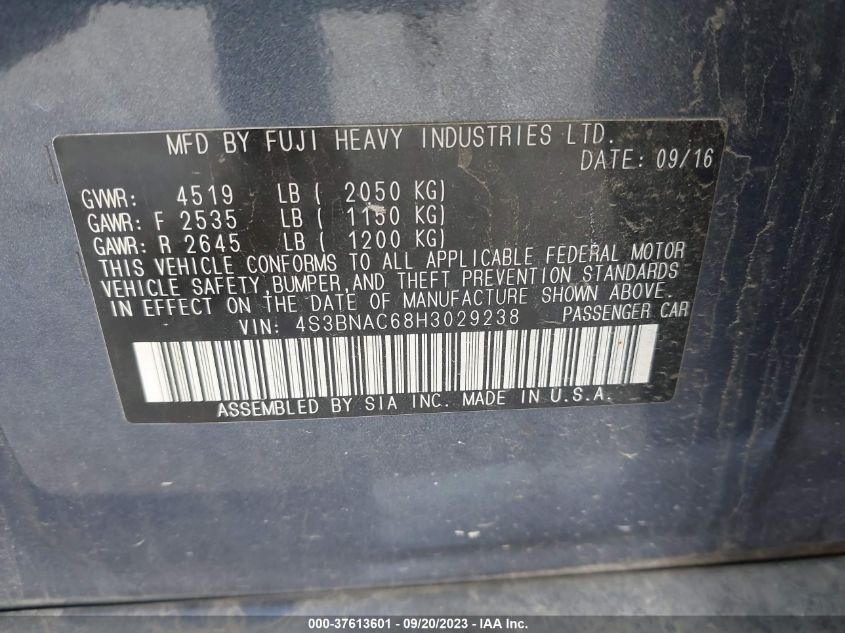 MFD BY FUJI HEAVY INDUSTRIES LTD.
DATE: 09/16
GVWR: 4519 LB ( 2050 KG)
GAWR: F 2535 LB ( 1150 KG)
GAWR: R 2645 LB ( 1200 KG)
THIS VEHICLE CONFORMS TO ALL APPLICABLE FEDERAL MOTOR
VEHICLE SAFETY, BUMPER, AND THEFT PREVENTION STANDARDS
IN EFFECT ON THE DATE OF MANUFACTURE SHOWN ABOVE.
VIN: 4S3BNAC68H3029238 PASSENGER CAR
ASSEMBLED BY SIA INC. MADE IN U.S.A.
000-37613601 - 09/20/2023 - IAA Inc.